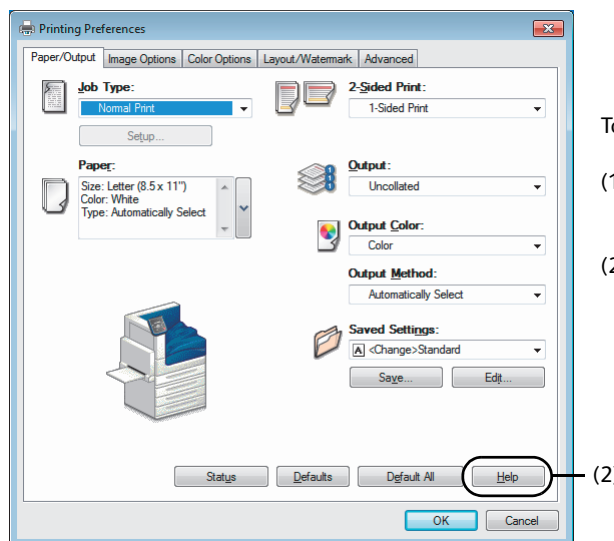 Printing Preferences
Paper/Output Image Options Color Options Layout/Watermark Advanced
Job Type:
Normal Print
Setup...
Paper:
Size: Letter (8.5 x 11")
Color: White
Type: Automatically Select
2-Sided Print:
1-Sided Print
Output:
Uncollated
Output Color:
Color
Output Method:
Automatically Select
Saved Settings:
A <Change>Standard
Save... Edit...
Status Defaults Default All Help
OK Cancel
(2)